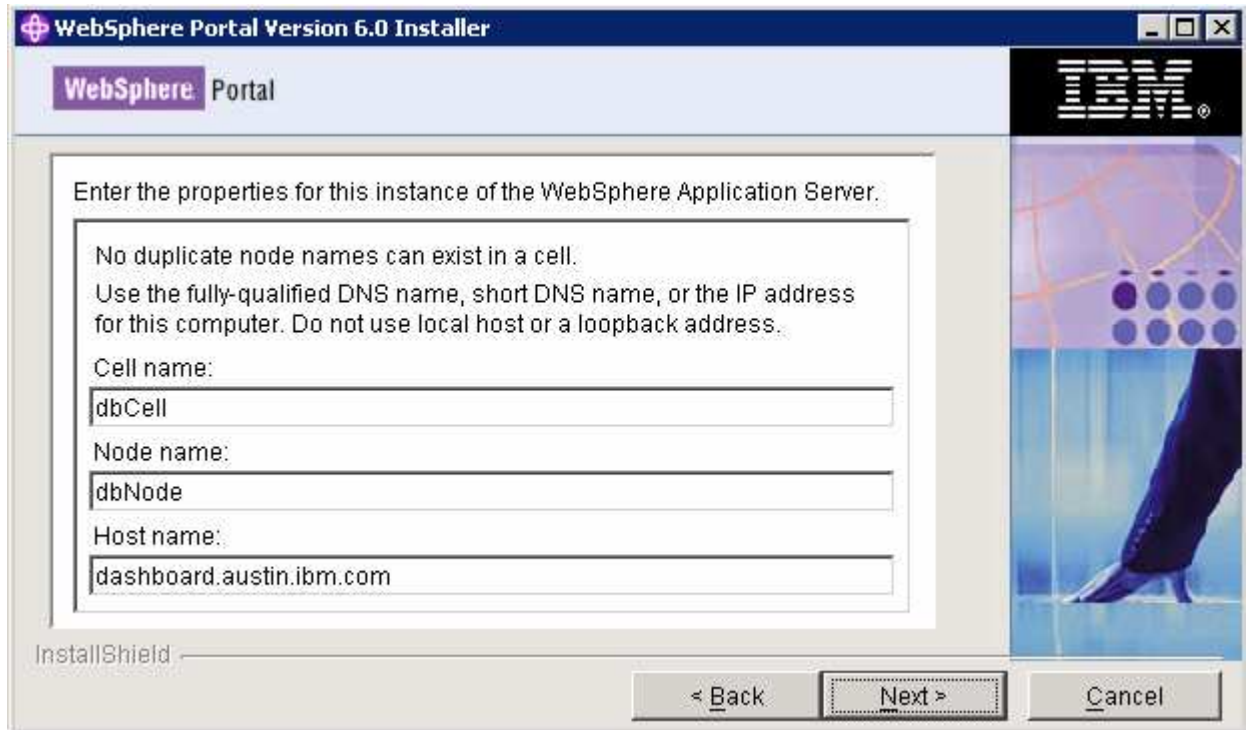 WebSphere Portal Version 6.0 Installer
WebSphere Portal
IBM®
Enter the properties for this instance of the WebSphere Application Server.
No duplicate node names can exist in a cell.
Use the fully-qualified DNS name, short DNS name, or the IP address
for this computer. Do not use local host or a loopback address.
Cell name:
dbCell
Node name:
dbNode
Host name:
dashboard.austin.ibm.com
InstallShield
< Back Next > Cancel